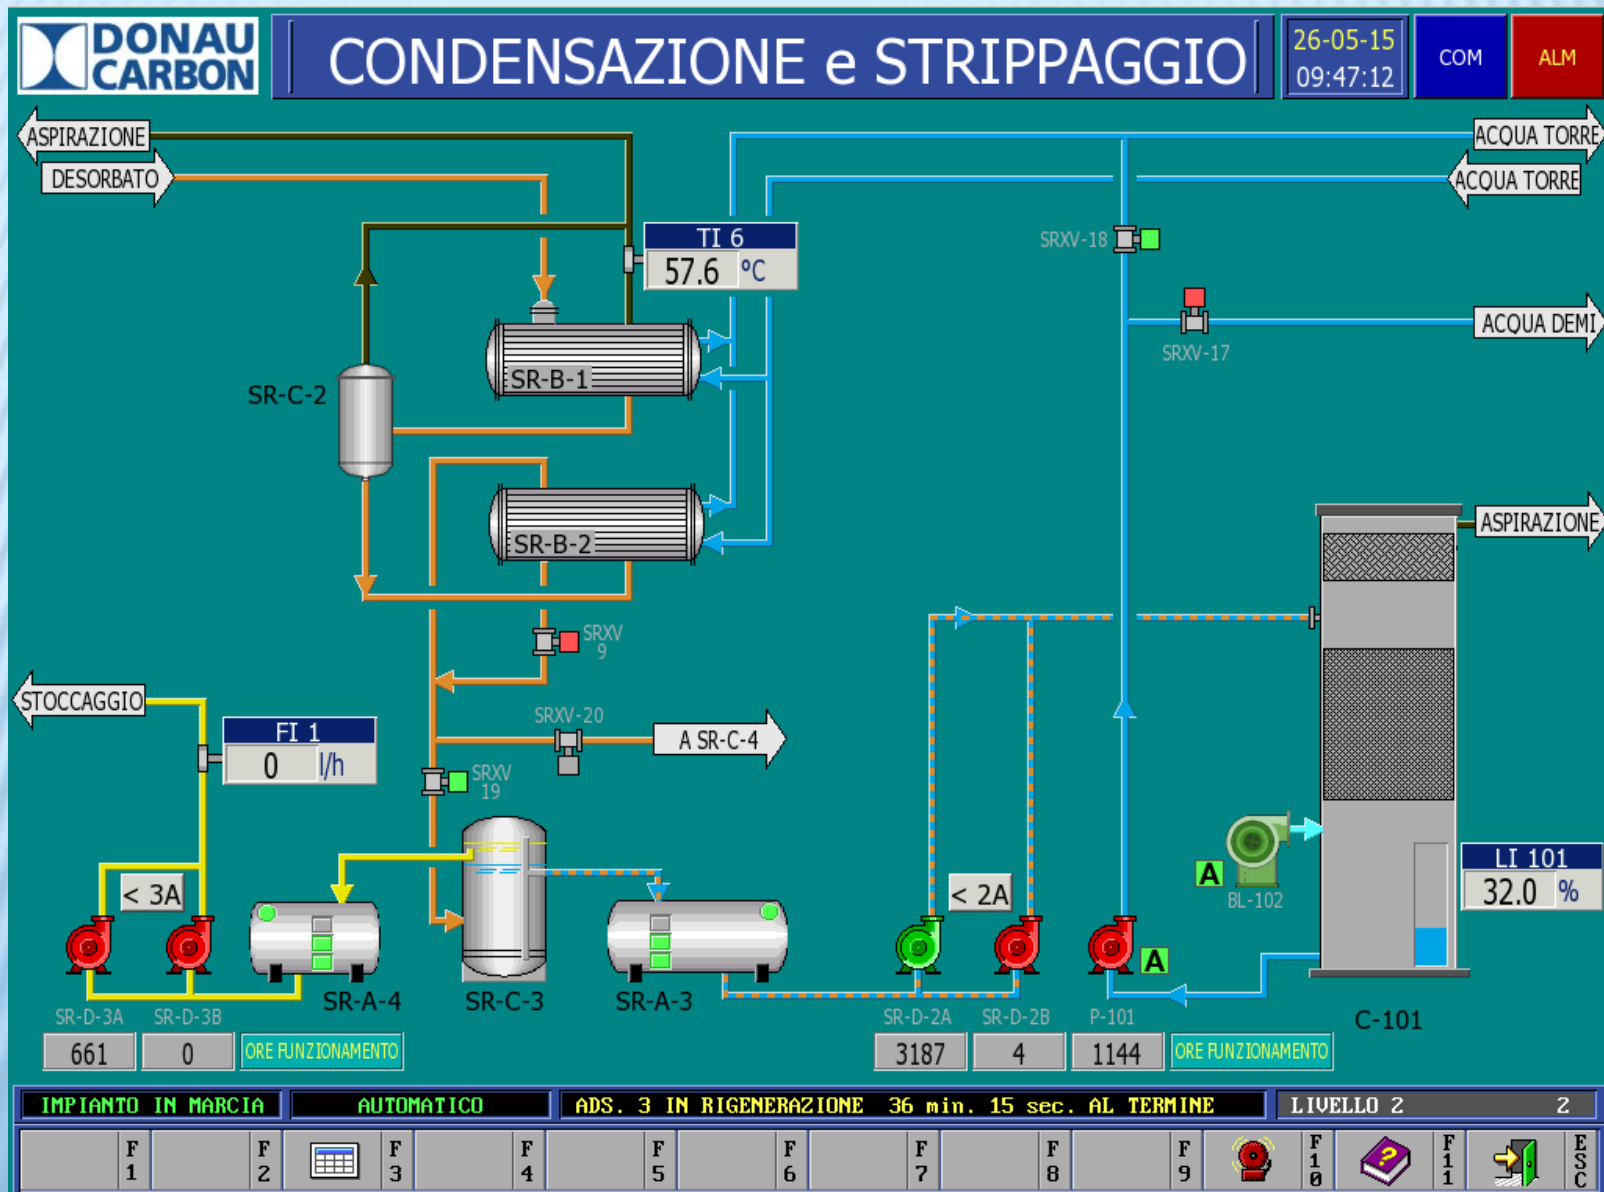 DONAU
CARBON
CONDENSAZIONE e STRIPPAGGIO
26-05-15
09:47:12
COM
ALM
ASPIRAZIONE
DESORBATO
ACQUA TORRE
ACQUA TORRE
TI 6
57.6 ºC
SRXV-18
ACQUA DEMI
SRXV-17
SR-B-1
SR-C-2
SR-B-2
ASPIRAZIONE
SRXV
9
STOCCAGGIO
FI 1
0 l/h
SRXV-20
A SR-C-4
SRXV
19
LI 101
32.0 %
< 3A
< 2A
A
BL-102
A
SR-A-4
SR-C-3
SR-A-3
C-101
SR-D-3A
SR-D-3B
SR-D-2A
SR-D-2B
P-101
661
0
ORE FUNZIONAMENTO
3187
4
1144
ORE FUNZIONAMENTO
IMPIANTO IN MARCIA
AUTOMATICO
ADS. 3 IN RIGENERAZIONE 36 min. 15 sec. AL TERMINE
LIVELLO 2 2
F1
F2
F3
F4
F5
F6
F7
F8
F9
F10
?
F11
ESC